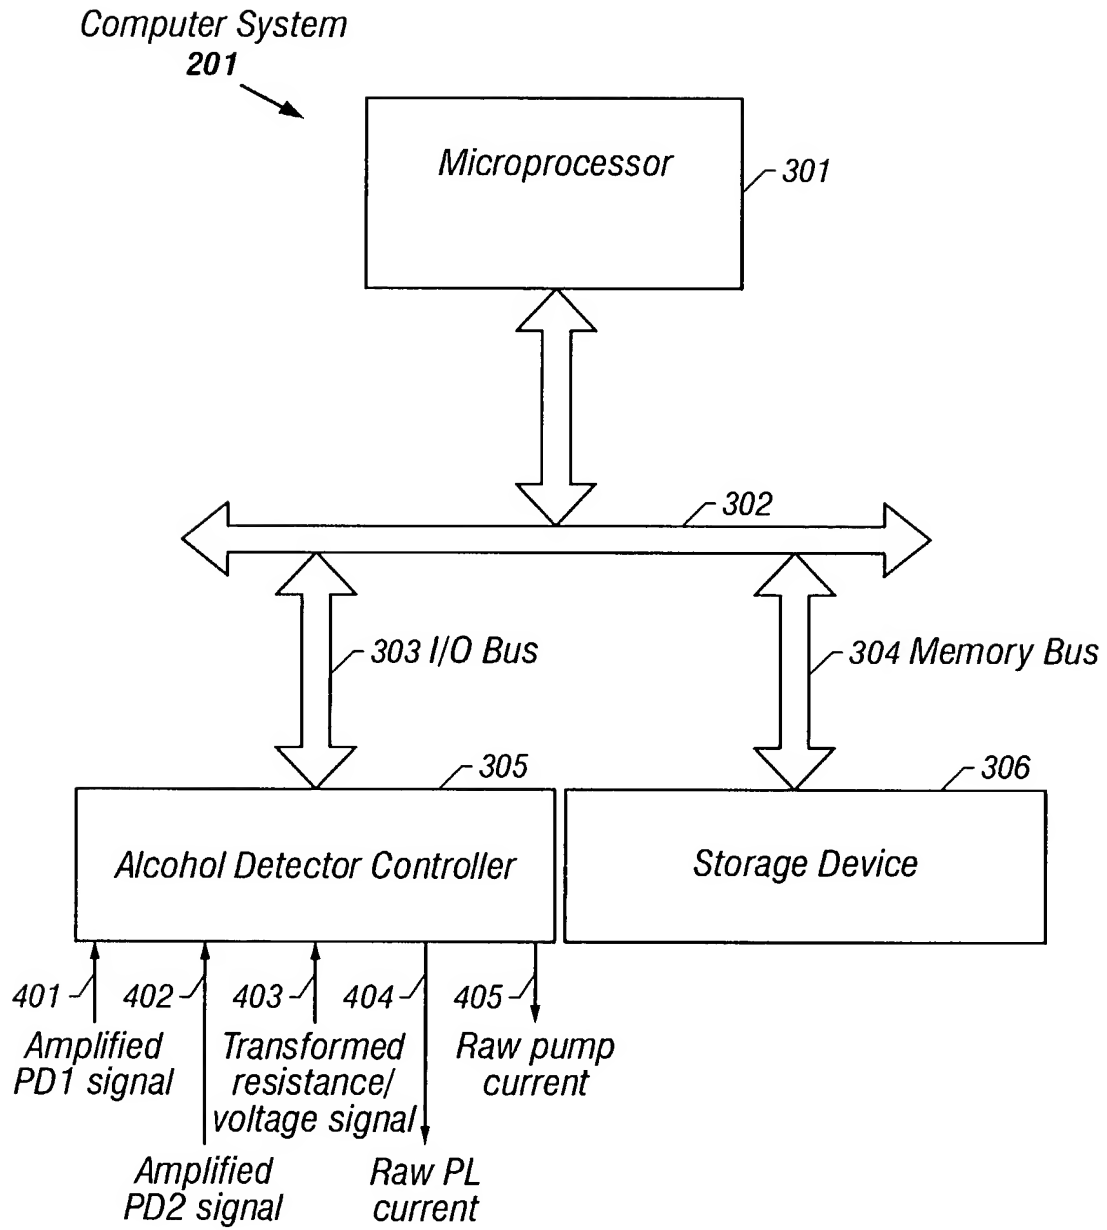 Computer System
201
Microprocessor
301
302
303 I/O Bus
304 Memory Bus
305
306
Alcohol Detector Controller
Storage Device
401
402
403
404
405
Amplified
PD1 signal
Transformed
resistance/
voltage signal
Raw pump
current
Amplified
PD2 signal
Raw PL
current